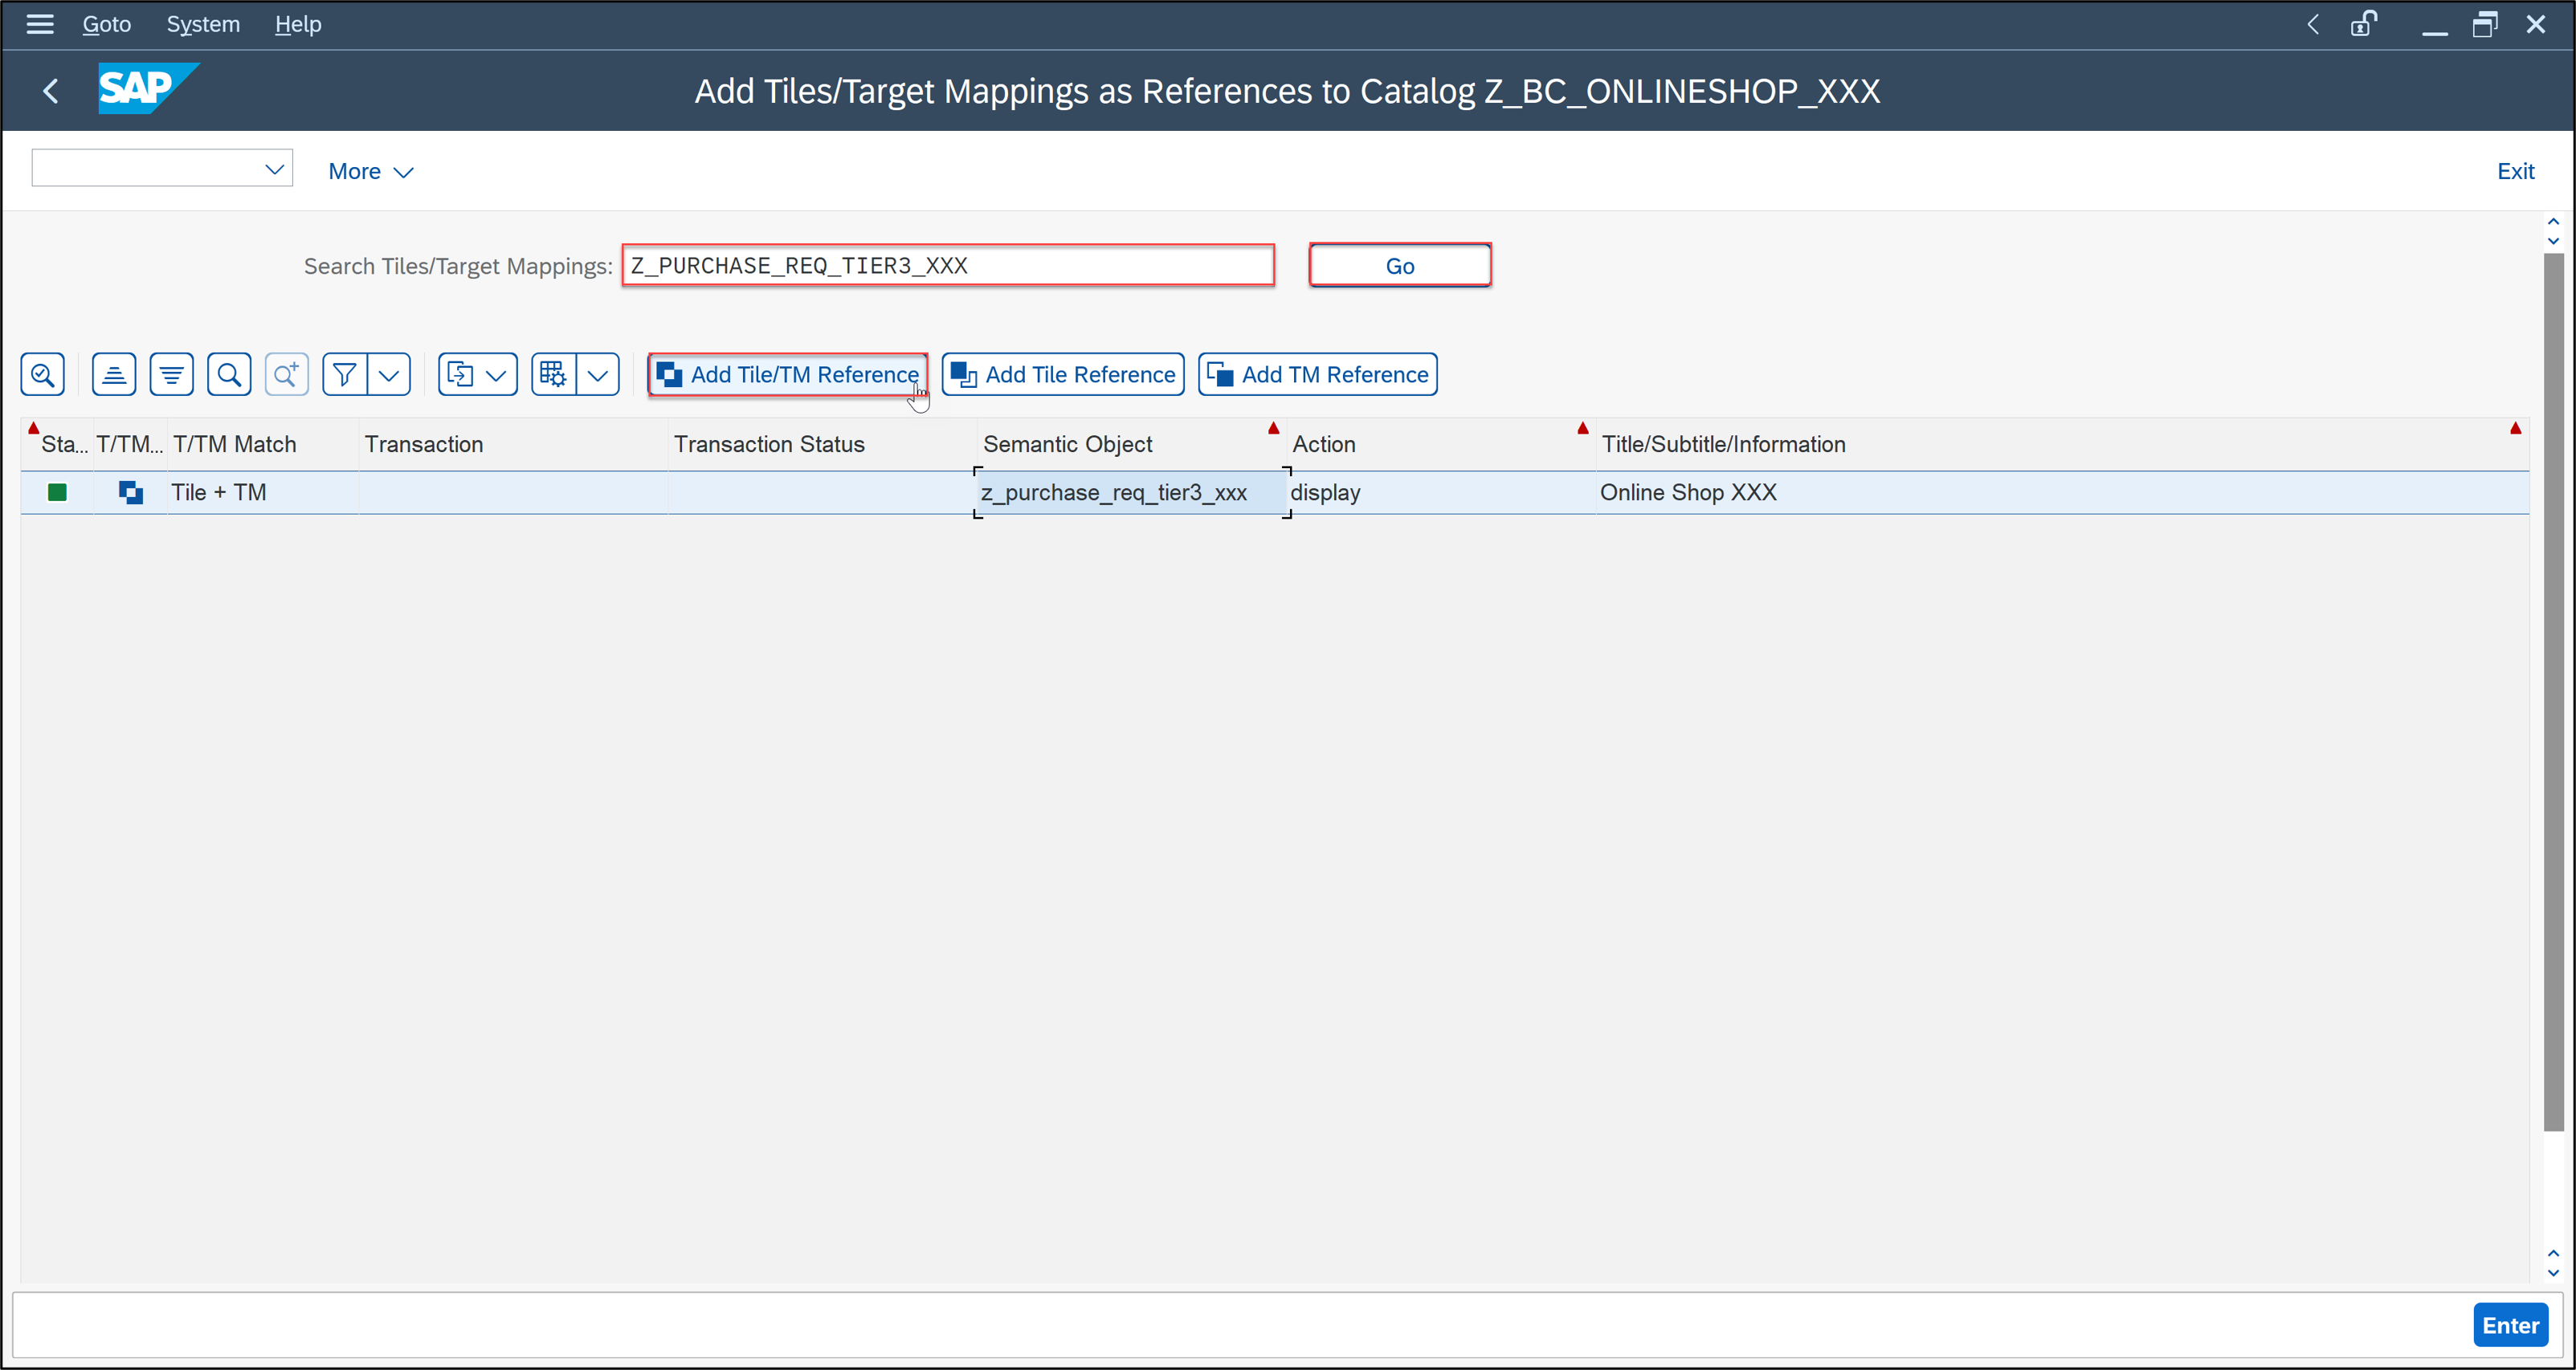 Goto System Help
SAP Add Tiles/Target Mappings as References to Catalog Z_BC_ONLINESHOP_XXX
More Exit
Search Tiles/Target Mappings: Z_PURCHASE_REQ_TIER3_XXX Go
Add Tile/TM Reference Add Tile Reference Add TM Reference
Sta... T/TM... T/TM Match Transaction Transaction Status Semantic Object Action Title/Subtitle/Information
Tile + TM z_purchase_req_tier3_xxx display Online Shop XXX
Enter